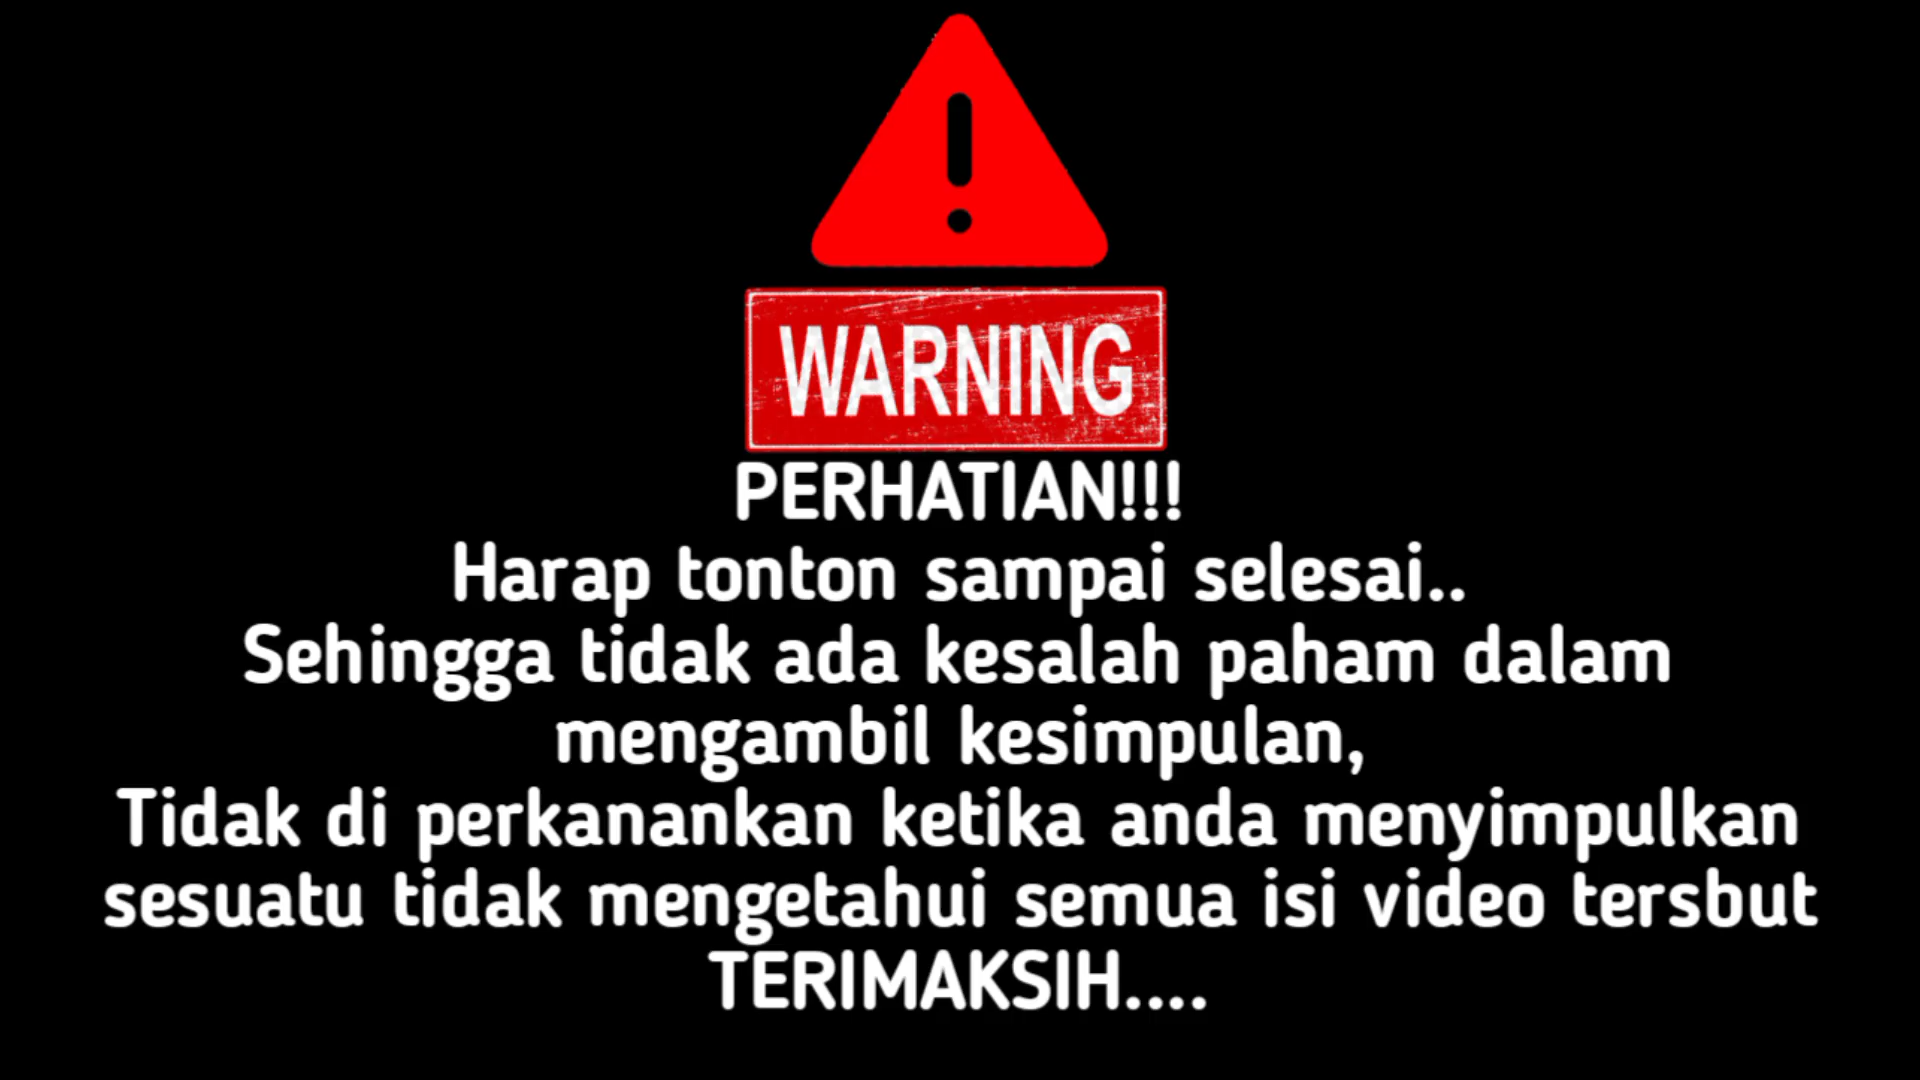 WARNING
PERHATIAN!!!
Harap tonton sampai selesai..
Sehingga tidak ada kesalah paham dalam
mengambil kesimpulan,
Tidak di perkanankan ketika anda menyimpulkan
sesuatu tidak mengetahui semua isi video tersbut
TERIMAKSIH....